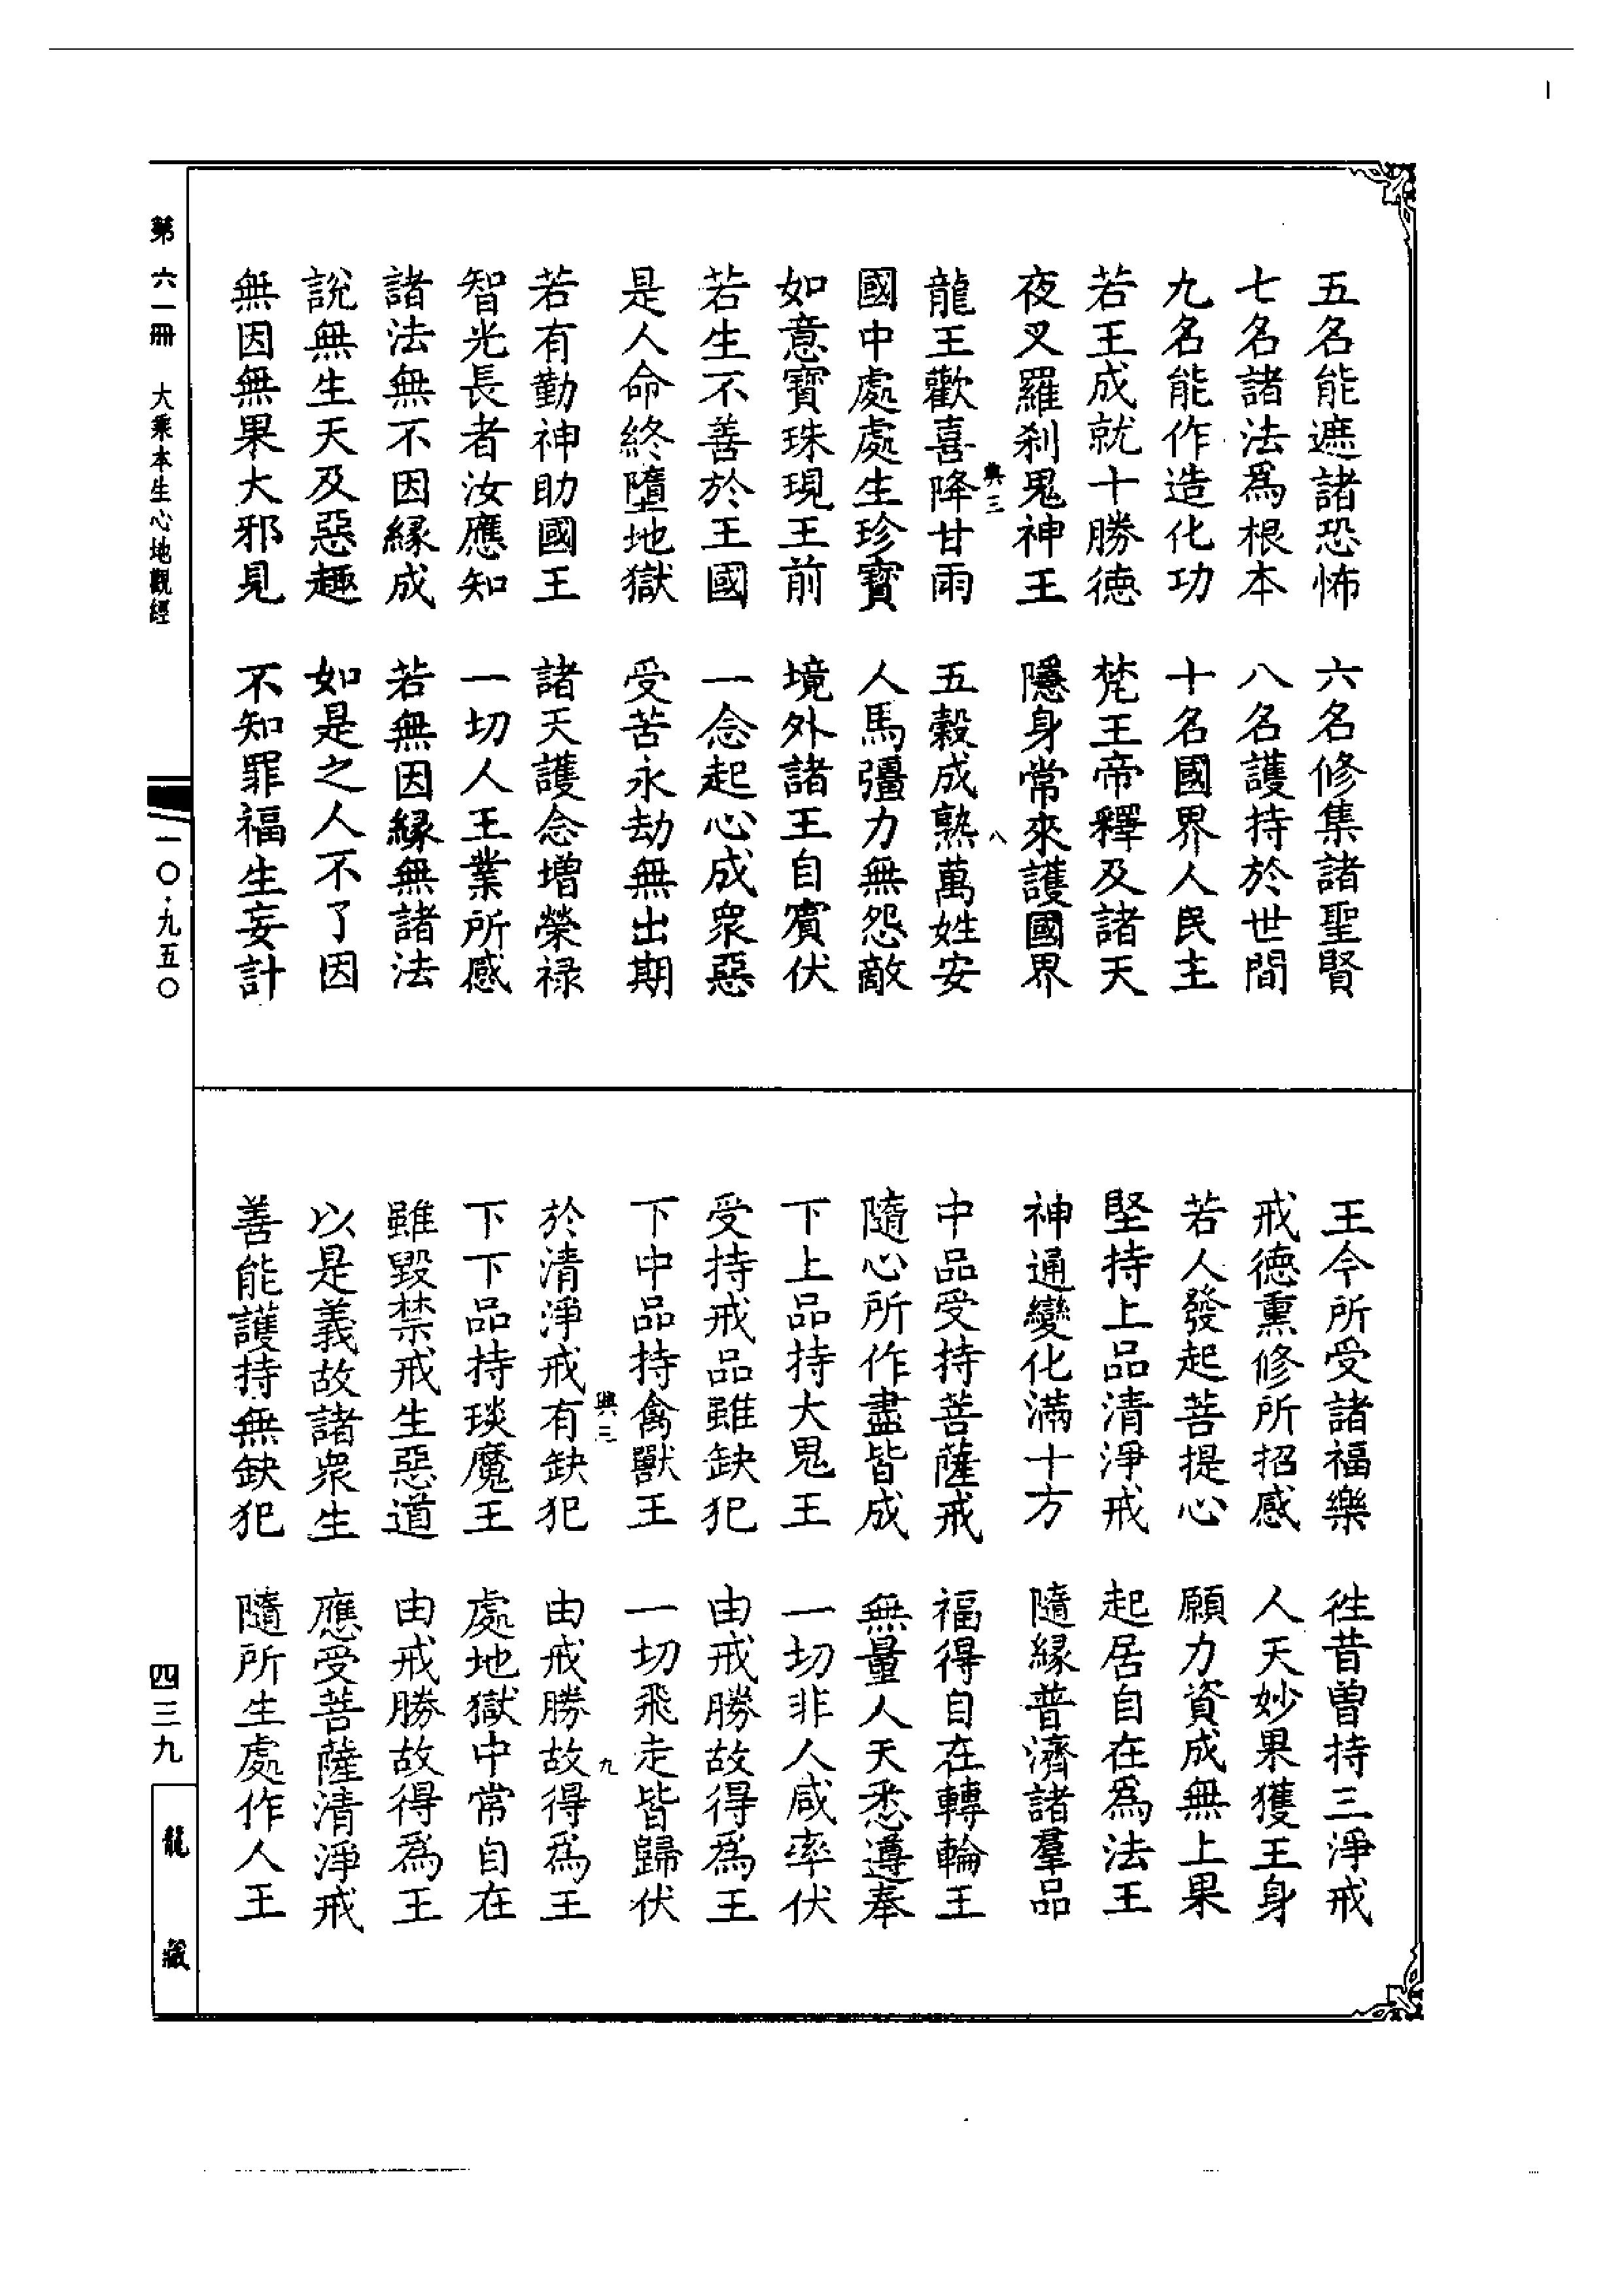 五名能遮諸恐怖 六名修集諸聖賢
七名諸法爲根本 八名護持於世間
九名能作造化功 十名國界人民主
若王成就十勝德 梵王帝釋及諸天
夜叉羅刹鬼神王 隱身常來護國界
興三 八
龍王歡喜降甘雨 五穀成熟萬姓安
國中處處生珍寶 人馬彊力無怨敵
如意寶珠現王前 境外諸王自賓伏
若生不善於王國 一念起心成衆惡
是人命終墮地獄 受苦永劫無出期
若有勤神助國王 諸天護念增榮祿
智光長者汝應知 一切人王業所感
諸法無不因緣成 若無因緣無諸法
說無生天及惡趣 如是之人不了因
無因無果大邪見 不知罪福生妄計
王今所受諸福樂 往昔曾持三淨戒
戒德熏修所招感 人天妙果獲王身
若人發起菩提心 願力資成無上果
堅持上品清淨戒 起居自在爲法王
神通變化滿十方 隨緣普濟諸羣品
中品受持菩薩戒 福得自在轉輪王
隨心所作盡皆成 無量人天悉遵奉
下上品持大鬼王 一切非人咸率伏
受持戒品雖缺犯 由戒勝故得爲王
下中品持禽獸王 一切飛走皆歸伏
興三 九
於清淨戒有缺犯 由戒勝故得爲王
下下品持琰魔王 處地獄中常自在
雖毀禁戒生惡道 由戒勝故得爲王
以是義故諸衆生 應受菩薩清淨戒
善能護持無缺犯 隨所生處作人王
第六一冊 大乘本生心地觀經 一〇·九五〇 四三九 龍藏